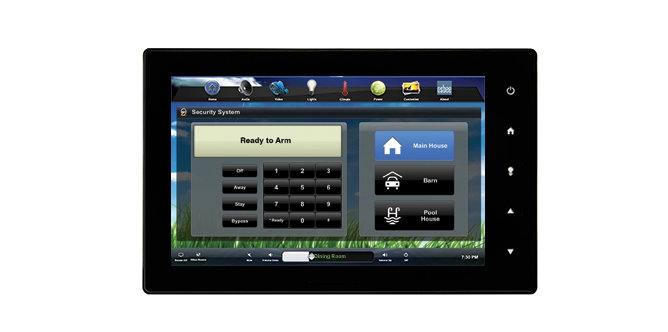 Home Audio Video Lights Climate Power Customize About
Security System
Ready to Arm
Off 1 2 3
Away 4 5 6
Stay 7 8 9
Bypass * Ready 0 #
Main House
Barn
Pool
House
Dining Room
7:30 PM